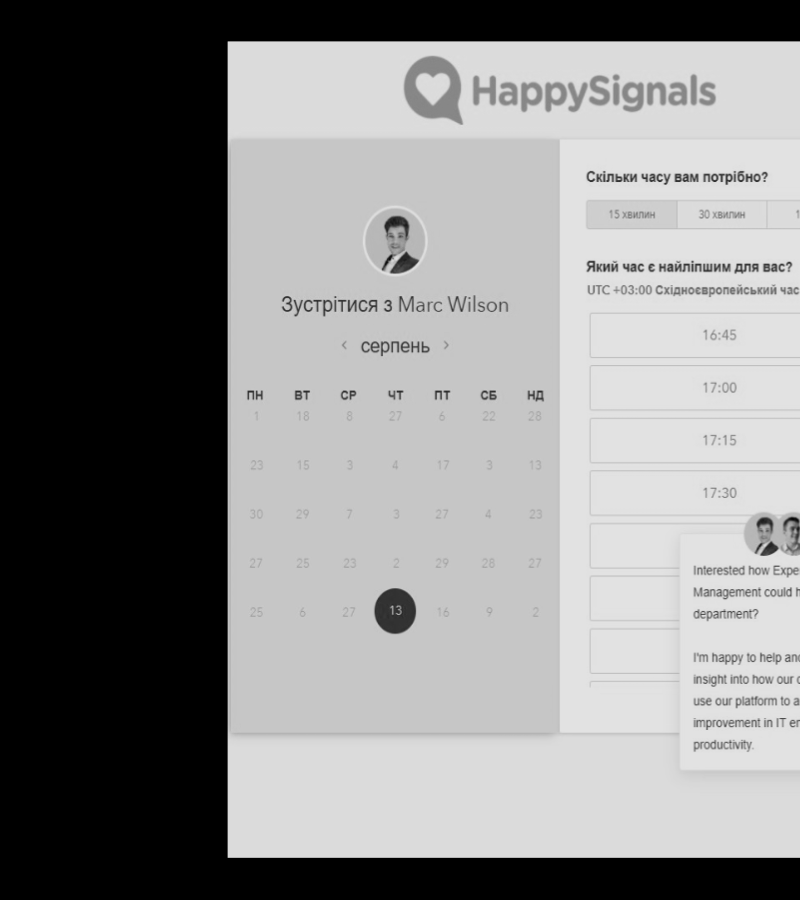 HappySignals
Зустрітися з Marc Wilson
‹ серпень ›
ПН ВТ СР ЧТ ПТ СБ НД
1 18 8 27 6 22 28
23 15 3 4 17 3 13
30 29 7 3 27 4 23
27 25 23 2 29 28 27
25 6 27 13 16 9 2
Скільки часу вам потрібно?
15 хвилин 30 хвилин 1
Який час є найліпшим для вас?
UTC +03:00 Східноєвропейський час
16:45
17:00
17:15
17:30
Interested how Expe
Management could h
department?
I'm happy to help and
insight into how our c
use our platform to a
improvement in IT en
productivity.